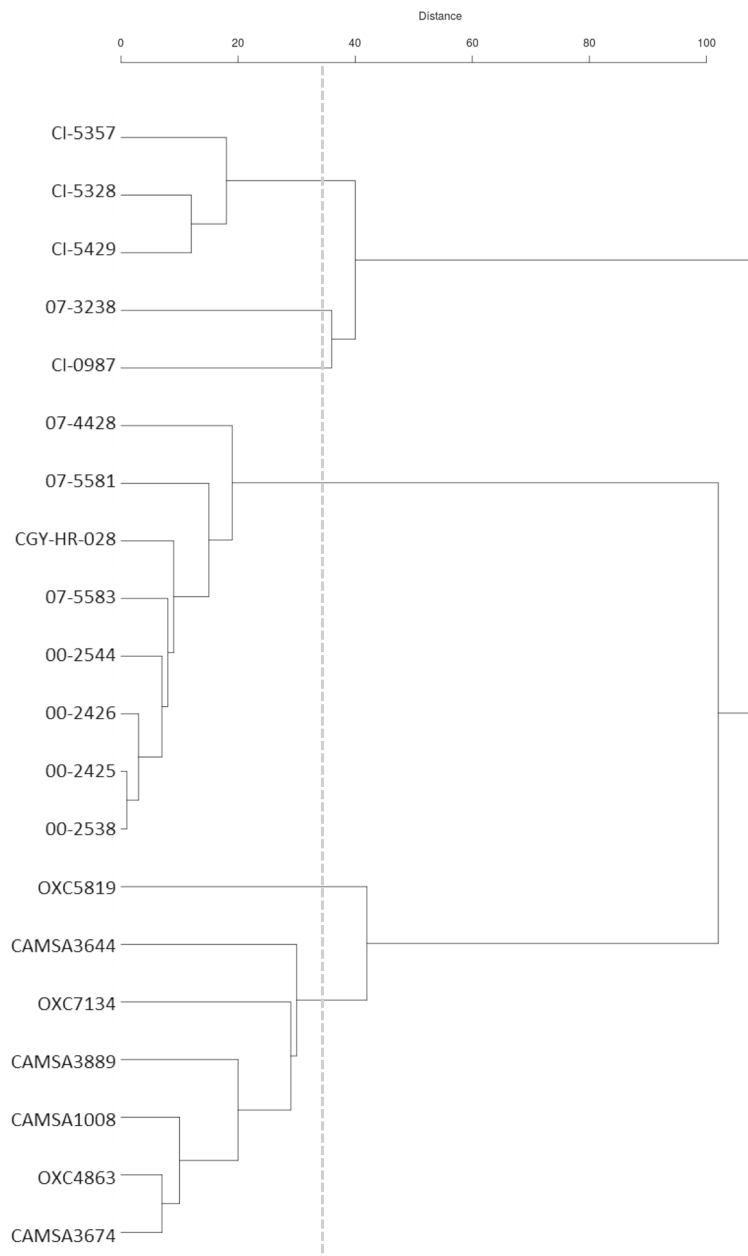 Distance
0 20 40 60 80 100
CI-5357
CI-5328
CI-5429
07-3238
CI-0987
07-4428
07-5581
CGY-HR-028
07-5583
00-2544
00-2426
00-2425
00-2538
OXC5819
CAMSA3644
OXC7134
CAMSA3889
CAMSA1008
OXC4863
CAMSA3674